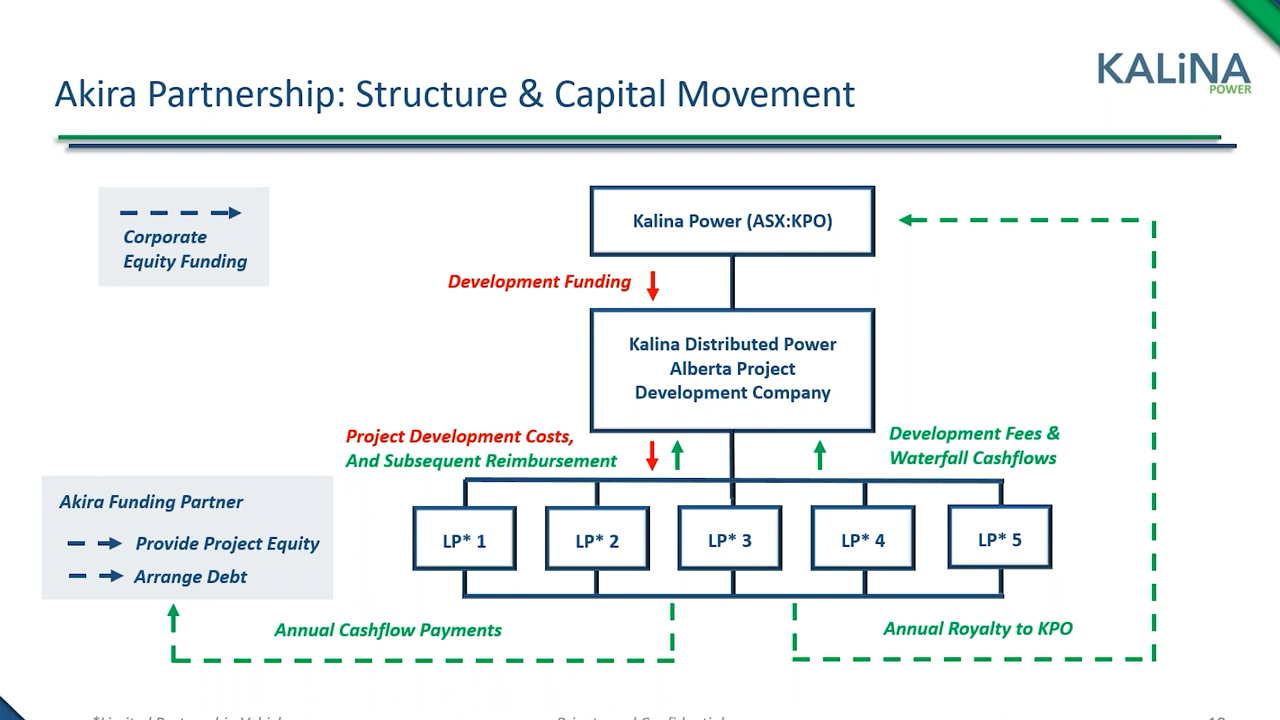 KALiNA
POWER
Akira Partnership: Structure & Capital Movement
Corporate
Equity Funding
Kalina Power (ASX:KPO)
Development Funding
Kalina Distributed Power
Alberta Project
Development Company
Project Development Costs,
And Subsequent Reimbursement
Development Fees &
Waterfall Cashflows
Akira Funding Partner
Provide Project Equity
Arrange Debt
LP* 1
LP* 2
LP* 3
LP* 4
LP* 5
Annual Cashflow Payments
Annual Royalty to KPO